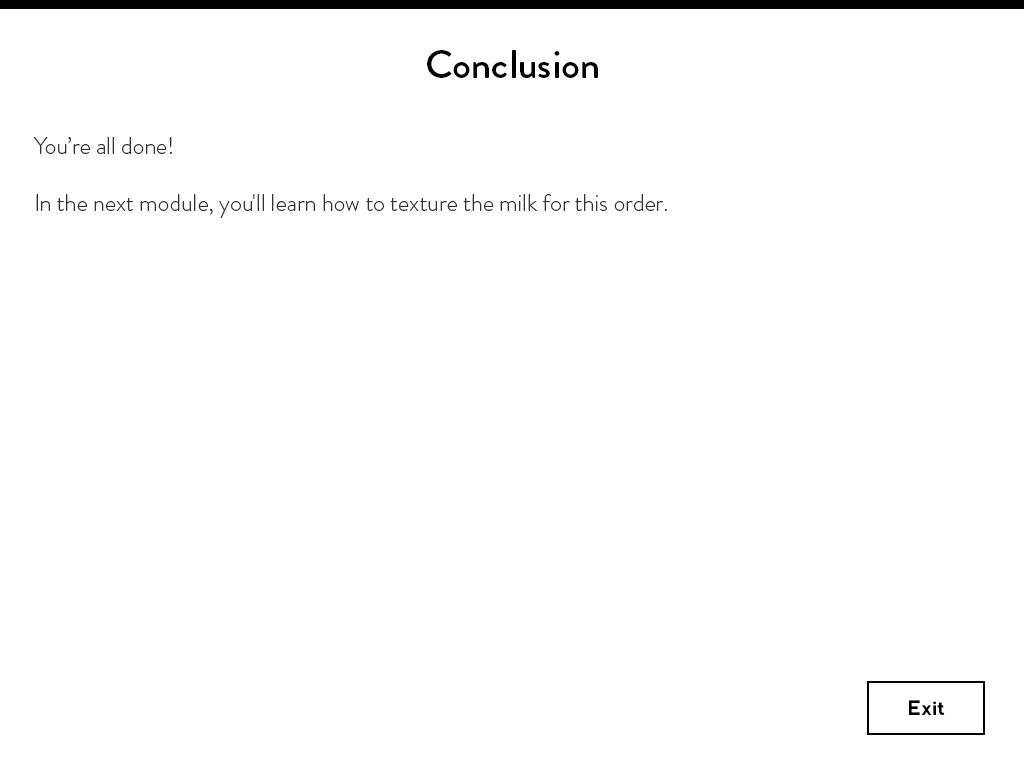 Conclusion
You’re all done!
In the next module, you'll learn how to texture the milk for this order.
Exit